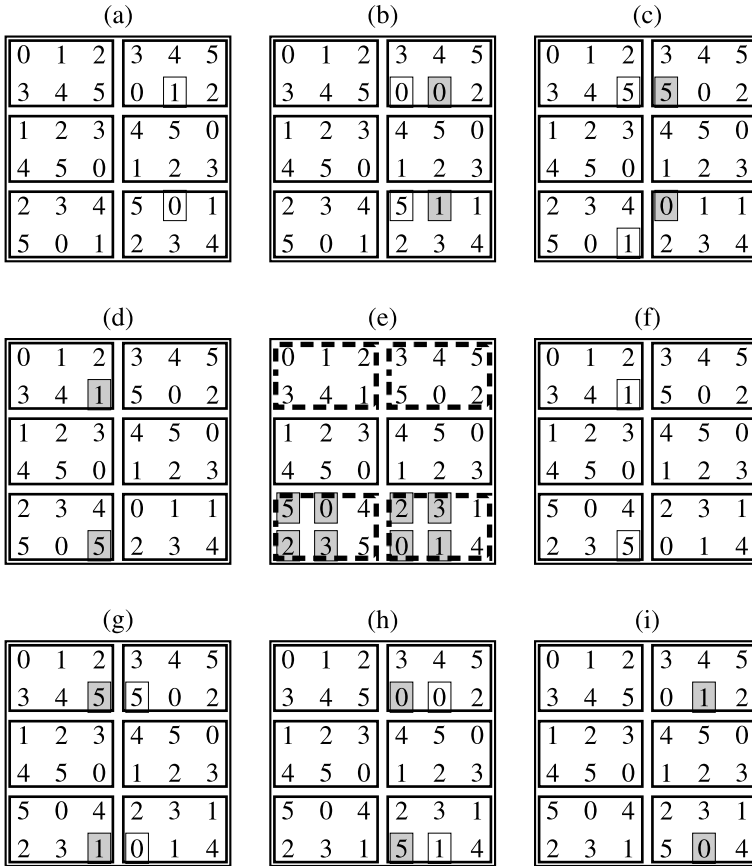 (a) (b) (c)
0 1 2 3 4 5 0 1 2 3 4 5 0 1 2 3 4 5
3 4 5 0 1 2 3 4 5 0 0 2 3 4 5 5 0 2
1 2 3 4 5 0 1 2 3 4 5 0 1 2 3 4 5 0
4 5 0 1 2 3 4 5 0 1 2 3 4 5 0 1 2 3
2 3 4 5 0 1 2 3 4 5 1 1 2 3 4 0 1 1
5 0 1 2 3 4 5 0 1 2 3 4 5 0 1 2 3 4
(d) (e) (f)
0 1 2 3 4 5 0 1 2 3 4 5 0 1 2 3 4 5
3 4 1 5 0 2 3 4 1 5 0 2 3 4 1 5 0 2
1 2 3 4 5 0 1 2 3 4 5 0 1 2 3 4 5 0
4 5 0 1 2 3 4 5 0 1 2 3 4 5 0 1 2 3
2 3 4 0 1 1 5 0 4 2 3 1 5 0 4 2 3 1
5 0 5 2 3 4 2 3 5 0 1 4 2 3 5 0 1 4
(g) (h) (i)
0 1 2 3 4 5 0 1 2 3 4 5 0 1 2 3 4 5
3 4 5 5 0 2 3 4 5 0 0 2 3 4 5 0 1 2
1 2 3 4 5 0 1 2 3 4 5 0 1 2 3 4 5 0
4 5 0 1 2 3 4 5 0 1 2 3 4 5 0 1 2 3
5 0 4 2 3 1 5 0 4 2 3 1 5 0 4 2 3 1
2 3 1 0 1 4 2 3 1 5 1 4 2 3 1 5 0 4